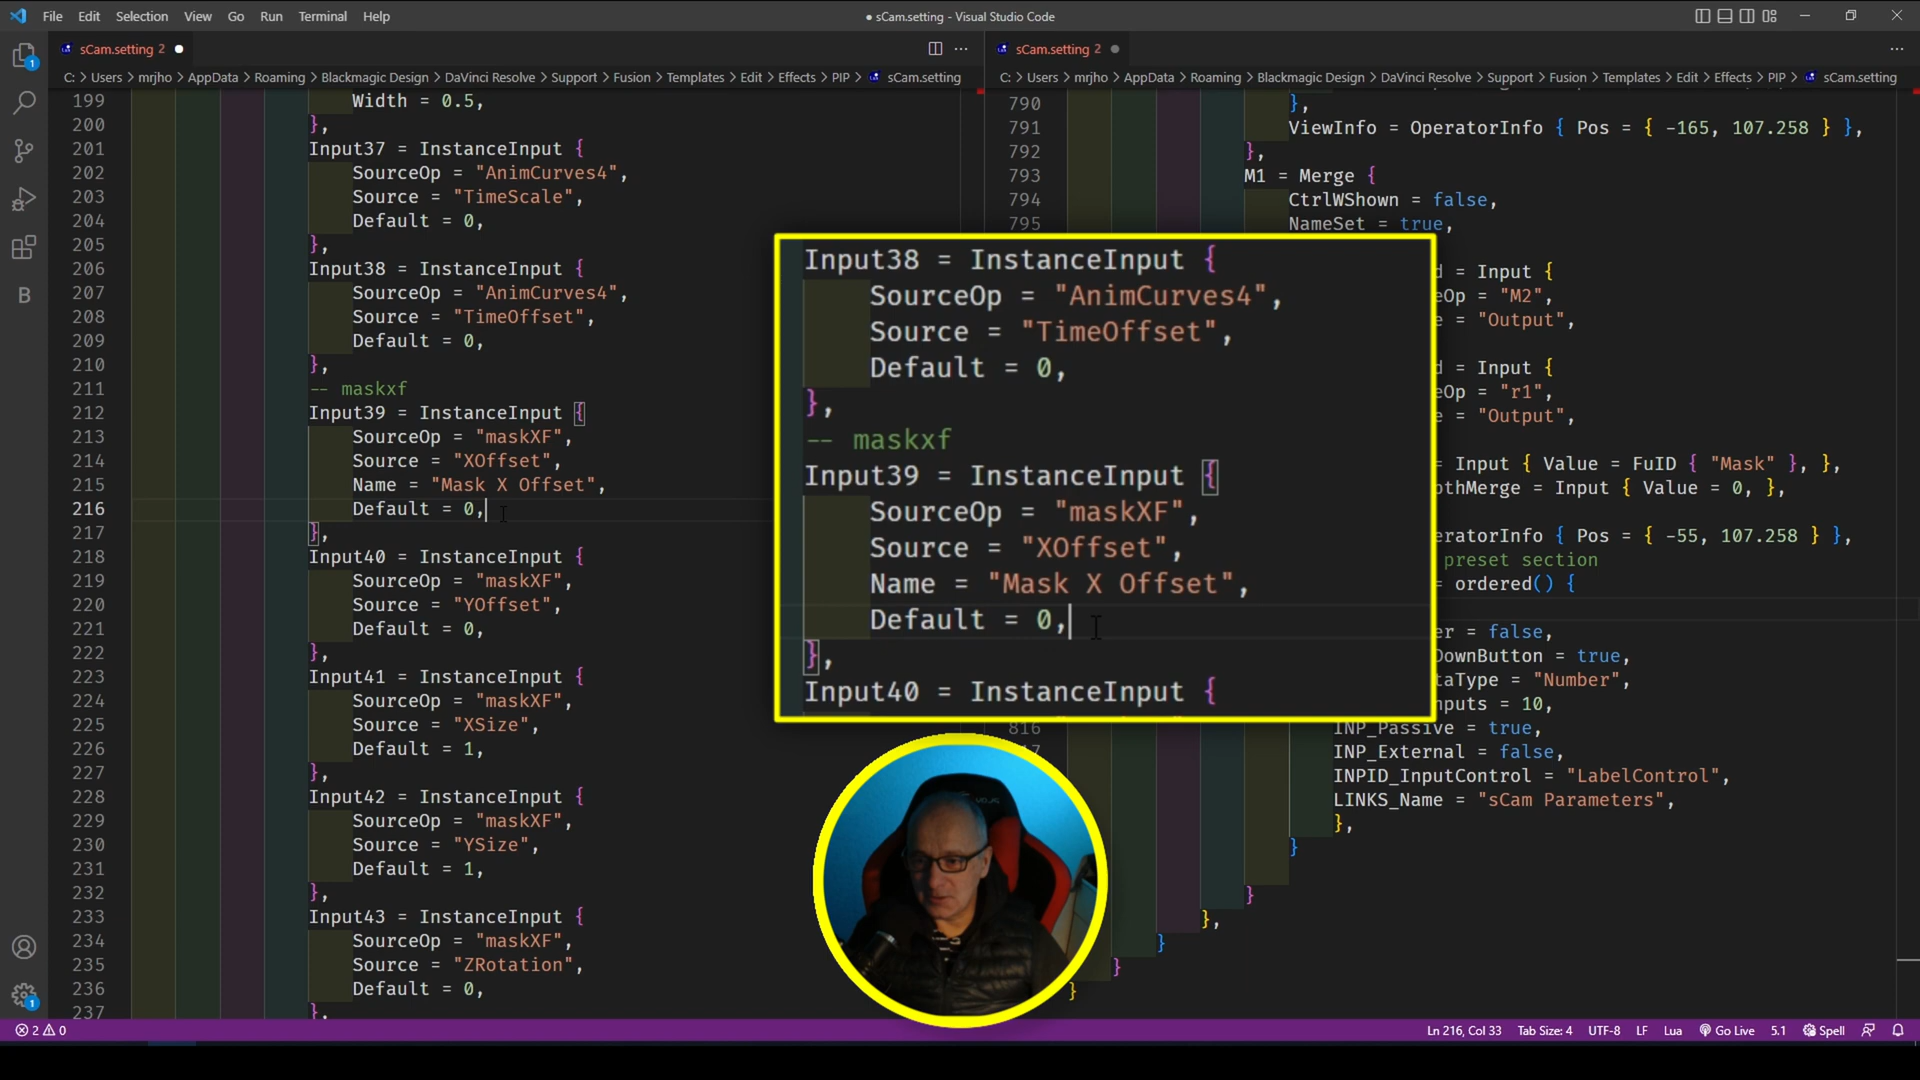 File Edit Selection View Go Run Terminal Help
● sCam.setting - Visual Studio Code
sCam.setting 2 ●
C: > Users > mrjho > AppData > Roaming > Blackmagic Design > DaVinci Resolve > Support > Fusion > Templates > Edit > Effects > PIP > sCam.setting
199 Width = 0.5,
200 },
201 Input37 = InstanceInput {
202 SourceOp = "AnimCurves4",
203 Source = "TimeScale",
204 Default = 0,
205 },
206 Input38 = InstanceInput {
207 SourceOp = "AnimCurves4",
208 Source = "TimeOffset",
209 Default = 0,
210 },
211 -- maskxf
212 Input39 = InstanceInput {
213 SourceOp = "maskXF",
214 Source = "XOffset",
215 Name = "Mask X Offset",
216 Default = 0,
217 },
218 Input40 = InstanceInput {
219 SourceOp = "maskXF",
220 Source = "YOffset",
221 Default = 0,
222 },
223 Input41 = InstanceInput {
224 SourceOp = "maskXF",
225 Source = "XSize",
226 Default = 1,
227 },
228 Input42 = InstanceInput {
229 SourceOp = "maskXF",
230 Source = "YSize",
231 Default = 1,
232 },
233 Input43 = InstanceInput {
234 SourceOp = "maskXF",
235 Source = "ZRotation",
236 Default = 0,
237 },
sCam.setting 2 ●
C: > Users > mrjho > AppData > Roaming > Blackmagic Design > DaVinci Resolve > Support > Fusion > Templates > Edit > Effects > PIP > sCam.setting
790 },
791 ViewInfo = OperatorInfo { Pos = { -165, 107.258 } },
792 },
793 M1 = Merge {
794 CtrlWShown = false,
795 NameSet = true,
d = Input {
eOp = "M2",
e = "Output",
d = Input {
eOp = "r1",
e = "Output",
= Input { Value = FuID { "Mask" }, },
pthMerge = Input { Value = 0, },
eratorInfo { Pos = { -55, 107.258 } },
preset section
= ordered() {
er = false,
DownButton = true,
taType = "Number",
nputs = 10,
816 INP_Passive = true,
INP_External = false,
INPID_InputControl = "LabelControl",
LINKS_Name = "sCam Parameters",
},
}
}
},
}
}
}
Input38 = InstanceInput {
SourceOp = "AnimCurves4",
Source = "TimeOffset",
Default = 0,
},
-- maskxf
Input39 = InstanceInput {
SourceOp = "maskXF",
Source = "XOffset",
Name = "Mask X Offset",
Default = 0,
},
Input40 = InstanceInput {
2 0
Ln 216, Col 33 Tab Size: 4 UTF-8 LF Lua Go Live 5.1 Spell